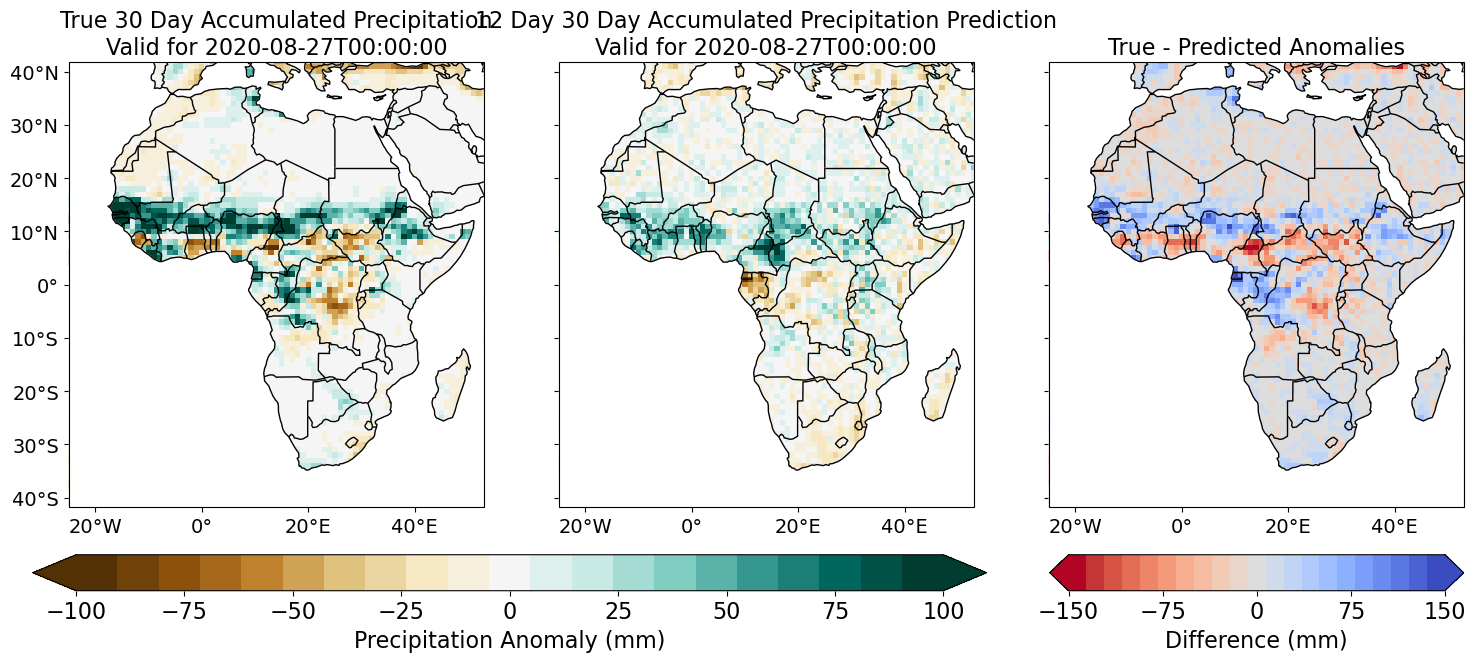 True 30 Day Accumulated Precipitation
Valid for 2020-08-27T00:00:00
12 Day 30 Day Accumulated Precipitation Prediction
Valid for 2020-08-27T00:00:00
True - Predicted Anomalies
40°N
30°N
20°N
10°N
0°
10°S
20°S
30°S
40°S
20°W 0° 20°E 40°E
20°W 0° 20°E 40°E
20°W 0° 20°E 40°E
−100 −75 −50 −25 0 25 50 75 100
Precipitation Anomaly (mm)
−150 −75 0 75 150
Difference (mm)